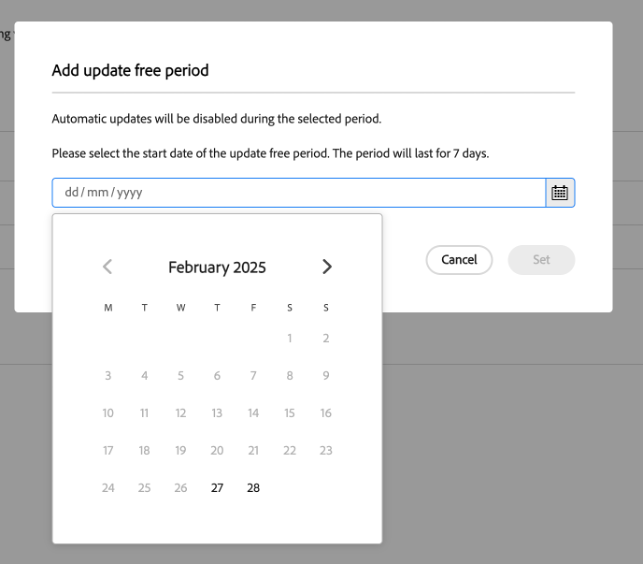 ng
Add update free period
Automatic updates will be disabled during the selected period.
Please select the start date of the update free period. The period will last for 7 days.
dd / mm / yyyy
Cancel Set
February 2025
M T W T F S S
1 2
3 4 5 6 7 8 9
10 11 12 13 14 15 16
17 18 19 20 21 22 23
24 25 26 27 28